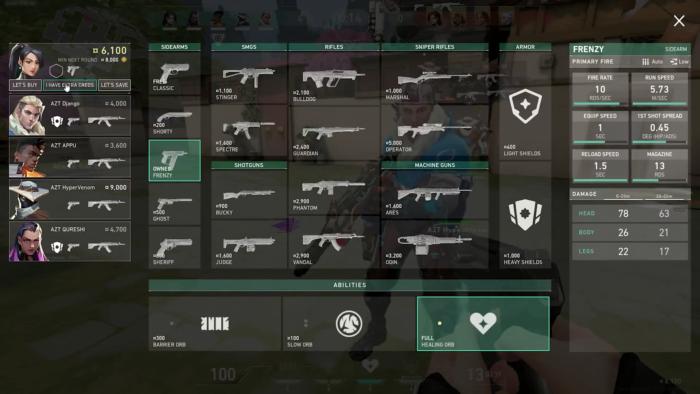 6,100
WIN NEXT ROUND: 8,000
LET'S BUY
I HAVE EXTRA CREDS
LET'S SAVE
AZT Django
4,000
AZT APPU
3,600
AZT HyperVenom
9,000
AZT QURESHI
4,700
SIDEARMS
SMGS
RIFLES
SNIPER RIFLES
ARMOR
FREE
CLASSIC
1,100
STINGER
2,100
BULLDOG
1,000
MARSHAL
200
SHORTY
1,600
SPECTRE
2,400
GUARDIAN
5,000
OPERATOR
400
LIGHT SHIELDS
OWNED
FRENZY
SHOTGUNS
MACHINE GUNS
500
GHOST
900
BUCKY
2,900
PHANTOM
1,600
ARES
SHERIFF
1,600
JUDGE
2,900
VANDAL
3,200
ODIN
1,000
HEAVY SHIELDS
ABILITIES
300
BARRIER ORB
100
SLOW ORB
FULL
HEALING ORB
FRENZY
SIDEARM
PRIMARY FIRE
Auto
Low
FIRE RATE
10
RDS/SEC
RUN SPEED
5.73
M/SEC
EQUIP SPEED
1
SEC
1ST SHOT SPREAD
0.45
DEG (HIP/ADS)
RELOAD SPEED
1.5
SEC
MAGAZINE
13
RDS
DAMAGE
HEAD
78
63
BODY
26
21
LEGS
22
17
100
13